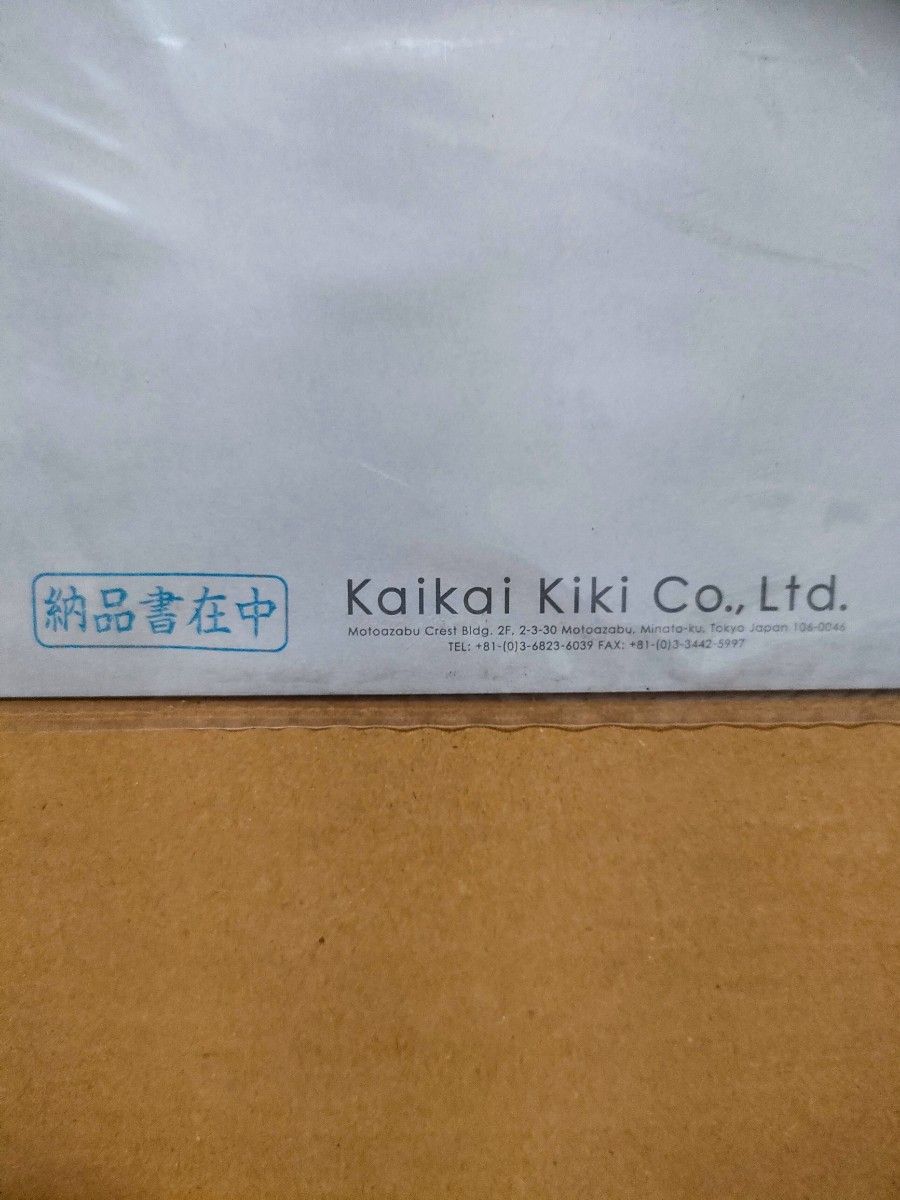 納品書在中
Kaikai Kiki Co., Ltd.
Motoazabu Crest Bldg. 2F, 2-3-30 Motoazabu, Minato-ku, Tokyo Japan 106-0046
TEL: +81-(0)3-6823-6039 FAX: +81-(0)3-3442-5997